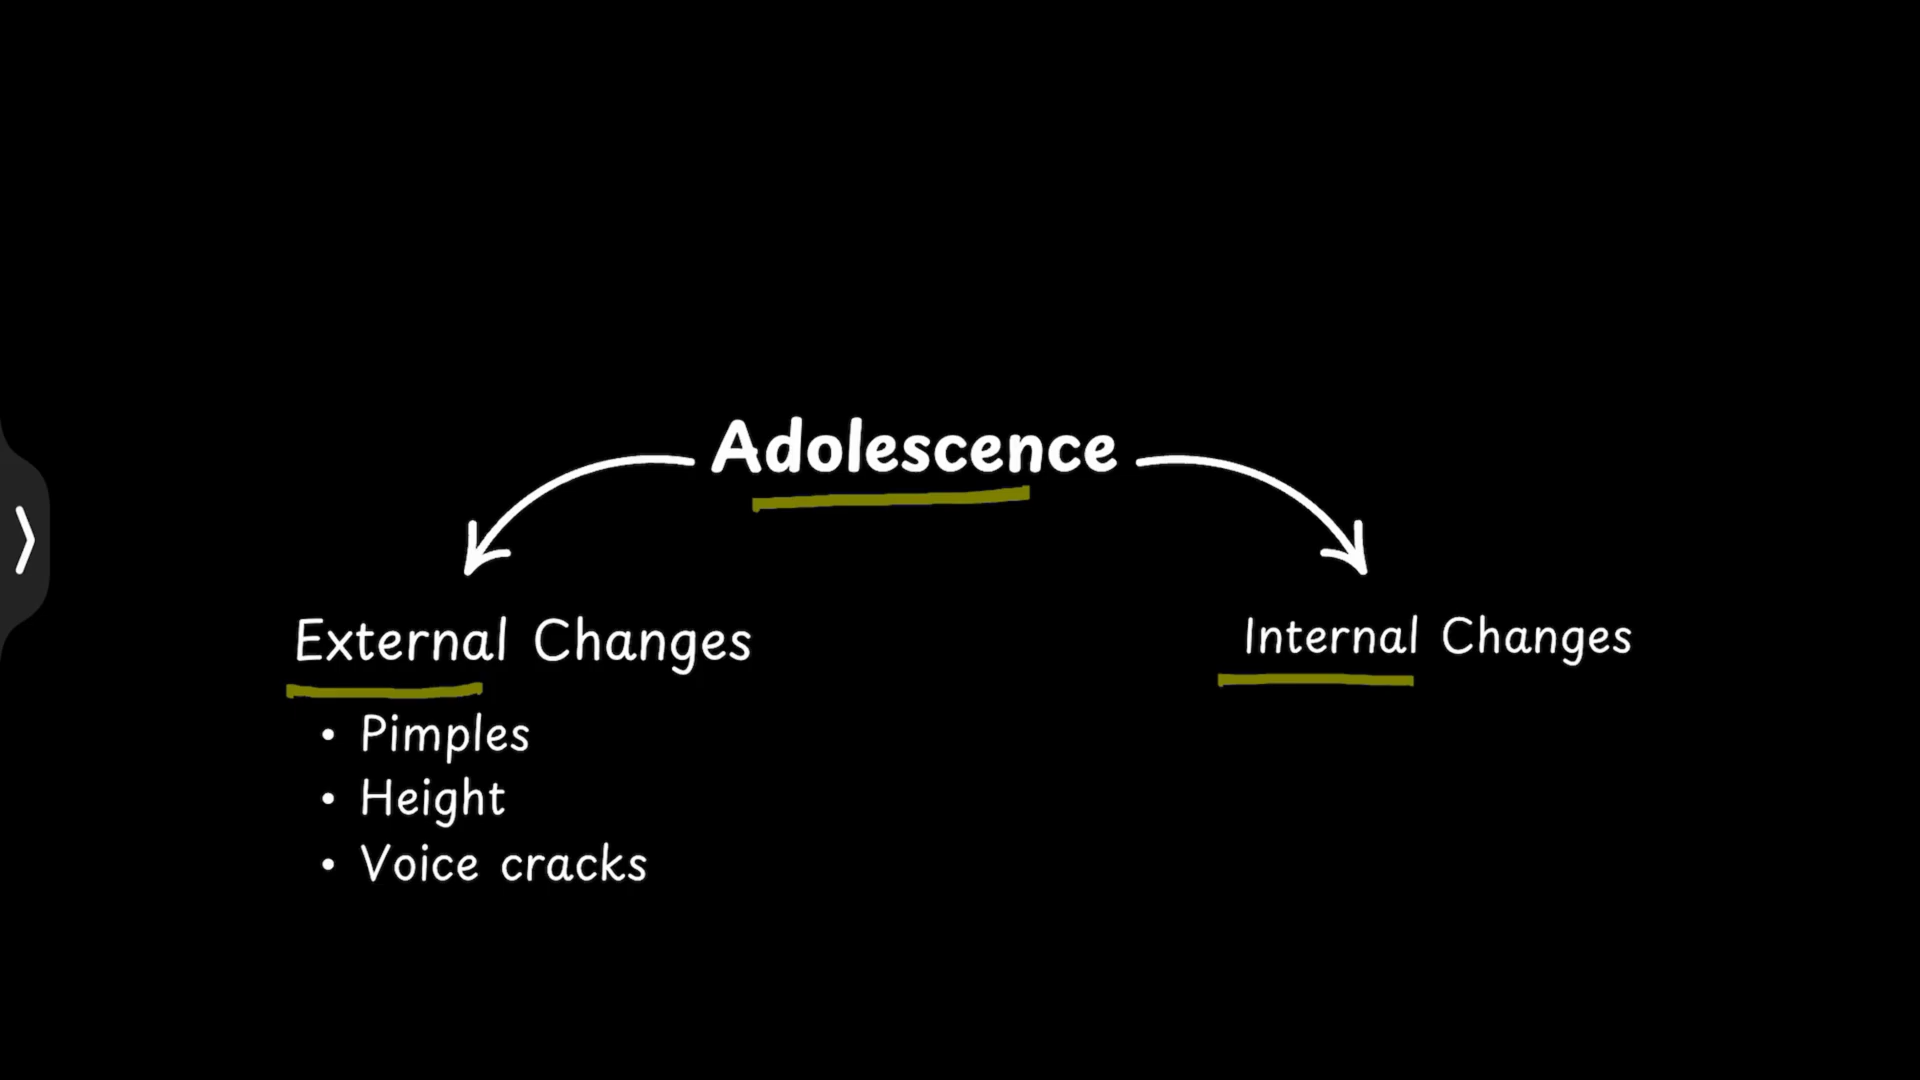 Adolescence
External Changes
• Pimples
• Height
• Voice cracks
Internal Changes